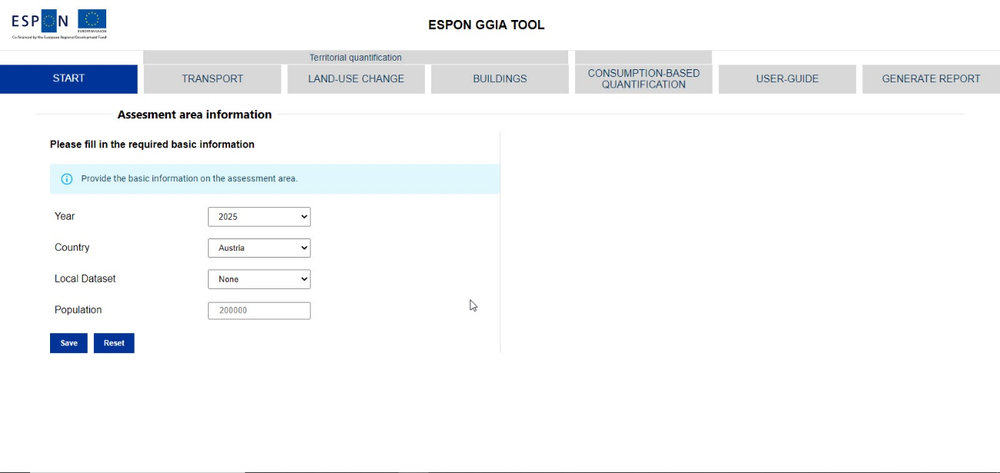 ESPON
EUROPEAN UNION
Co-financed by the European Regional Development Fund
ESPON GGIA TOOL
Territorial quantification
START
TRANSPORT
LAND-USE CHANGE
BUILDINGS
CONSUMPTION-BASED
QUANTIFICATION
USER-GUIDE
GENERATE REPORT
Assesment area information
Please fill in the required basic information
Provide the basic information on the assessment area.
Year
2025
Country
Austria
Local Dataset
None
Population
200000
Save
Reset